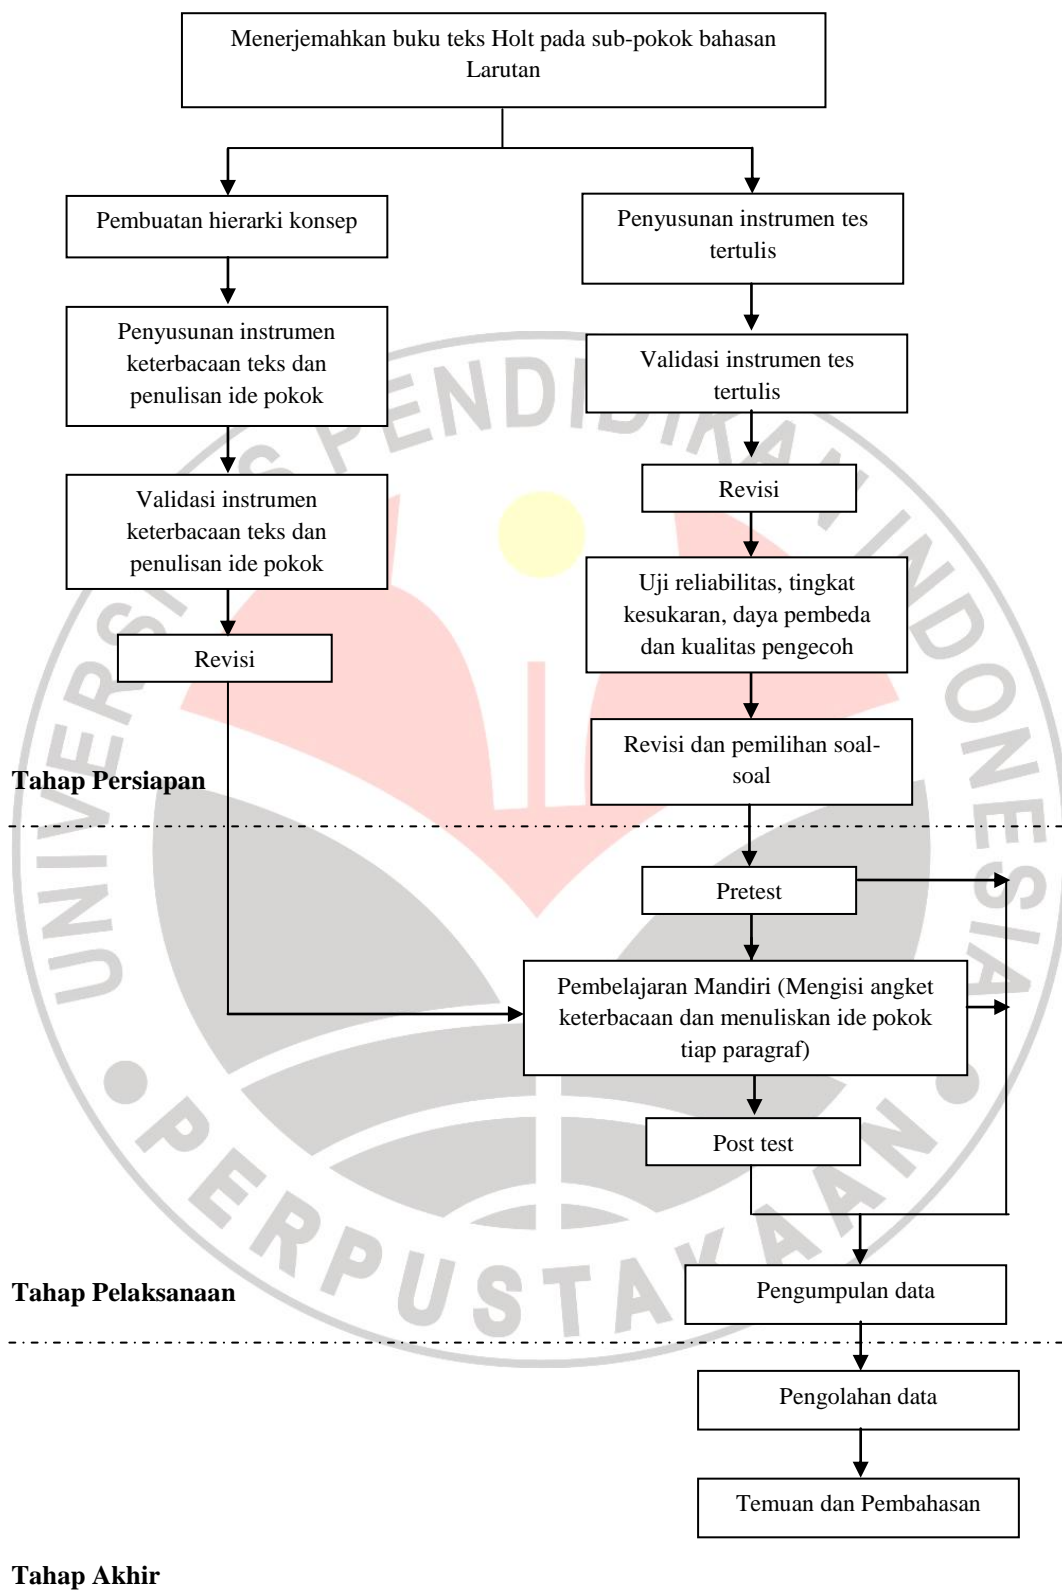 Menerjemahkan buku teks Holt pada sub-pokok bahasan
Larutan
Pembuatan hierarki konsep
Penyusunan instrumen
keterbacaan teks dan
penulisan ide pokok
Validasi instrumen
keterbacaan teks dan
penulisan ide pokok
Revisi
Penyusunan instrumen tes
tertulis
Validasi instrumen tes
tertulis
Revisi
Uji reliabilitas, tingkat
kesukaran, daya pembeda
dan kualitas pengecoh
Revisi dan pemilihan soal-
soal
Tahap Persiapan
Pretest
Pembelajaran Mandiri (Mengisi angket
keterbacaan dan menuliskan ide pokok
tiap paragraf)
Post test
Pengumpulan data
Tahap Pelaksanaan
Pengolahan data
Temuan dan Pembahasan
Tahap Akhir
UNIVERSITAS PENDIDIKAN INDONESIA
PERPUSTAKAAN